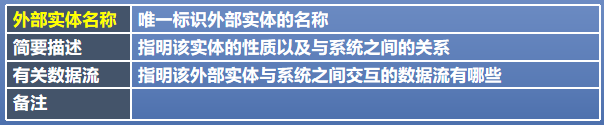 外部实体名称 唯一标识外部实体的名称
简要描述 指明该实体的性质以及与系统之间的关系
有关数据流 指明该外部实体与系统之间交互的数据流有哪些
备注